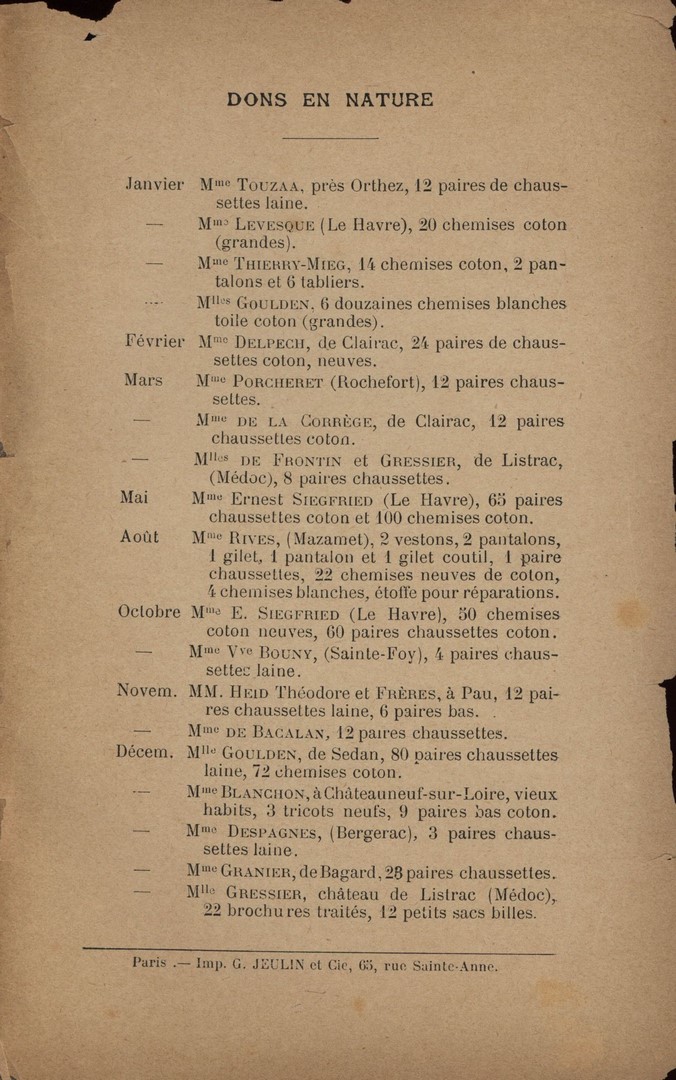 DONS EN NATURE
Janvier Mme TOUZAA, près Orthez, 12 paires de chaus-
settes laine.
— Mme LEVESQUE (Le Havre), 20 chemises coton
(grandes).
— Mme THIERRY-MIEG, 14 chemises coton, 2 pan-
talons et 6 tabliers.
— Mlles GOULDEN, 6 douzaines chemises blanches
toile coton (grandes).
Février Mme DELPECH, de Clairac, 24 paires de chaus-
settes coton, neuves.
Mars Mme PORCHERET (Rochefort), 12 paires chaus-
settes.
— Mme DE LA CORRÈGE, de Clairac, 12 paires
chaussettes coton.
— Mlles DE FRONTIN et GRESSIER, de Listrac,
(Médoc), 8 paires chaussettes.
Mai Mme Ernest SIEGFRIED (Le Havre), 65 paires
chaussettes coton et 100 chemises coton.
Août Mme RIVES, (Mazamet), 2 vestons, 2 pantalons,
1 gilet, 1 pantalon et 1 gilet coutil, 1 paire
chaussettes, 22 chemises neuves de coton,
4 chemises blanches, étoffe pour réparations.
Octobre Mme E. SIEGFRIED (Le Havre), 50 chemises
coton neuves, 60 paires chaussettes coton.
— Mme Vve BOUNY, (Sainte-Foy), 4 paires chaus-
settes laine.
Novem. MM. HEID Théodore et FRÈRES, à Pau, 12 pai-
res chaussettes laine, 6 paires bas.
— Mme DE BACALAN, 12 paires chaussettes.
Décem. Mlle GOULDEN, de Sedan, 80 paires chaussettes
laine, 72 chemises coton.
— Mme BLANCHON, à Châteauneuf-sur-Loire, vieux
habits, 3 tricots neufs, 9 paires bas coton.
— Mme DESPAGNES, (Bergerac), 3 paires chaus-
settes laine.
— Mme GRANIER, de Bagard, paires chaussettes.
— Mlle GRESSIER, château de Listrac (Médoc),
22 brochures traités, 12 petits sacs billes.
Paris .— Imp. G. JEULIN et Cie, 65, rue Sainte-Anne.